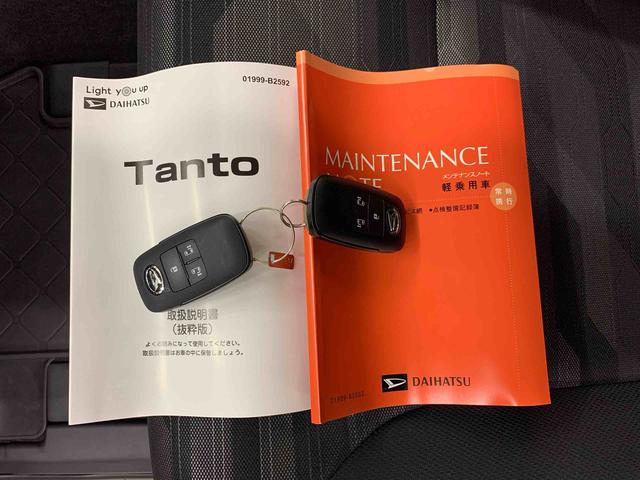 01999-B2592
Light you up
DAIHATSU
Tanto
取扱説明書
(抜粋版)
よくお読みになって使用してください。
取扱説明書はお車の中に保管しましょう。
MAINTENANCE
NOTE
メンテナンスノート
軽乗用車
常時
携行
●点検整備記録簿
DAIHATSU
01999-B2592